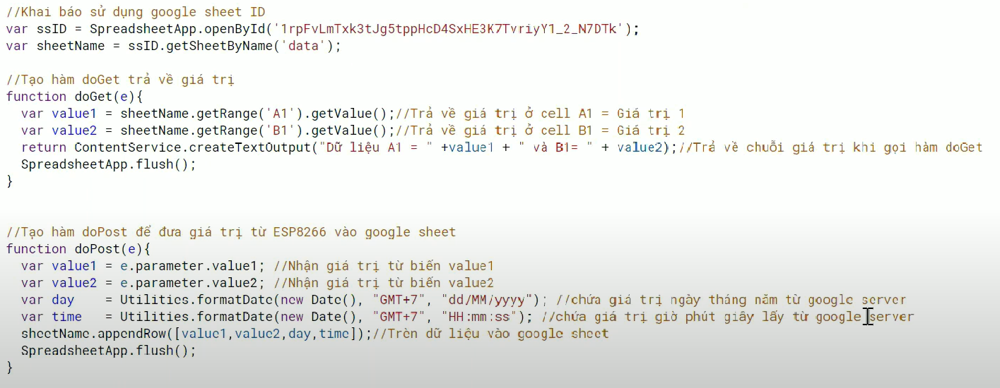 //Khai báo sử dụng google sheet ID
var ssID = SpreadsheetApp.openById('1rpFvLmTxk3tJg5tppHcD4SxHE3K7TvriyY1_2_N7DTk');
var sheetName = ssID.getSheetByName('data');
//Tạo hàm doGet trả về giá trị
function doGet(e){
var value1 = sheetName.getRange('A1').getValue();//Trả về giá trị ở cell A1 = Giá trị 1
var value2 = sheetName.getRange('B1').getValue();//Trả về giá trị ở cell B1 = Giá trị 2
return ContentService.createTextOutput("Dữ liệu A1 = " +value1 + " và B1= " + value2);//Trả về chuỗi giá trị khi gọi hàm doGet
SpreadsheetApp.flush();
}
//Tạo hàm doPost để đưa giá trị từ ESP8266 vào google sheet
function doPost(e){
var value1 = e.parameter.value1; //Nhận giá trị từ biến value1
var value2 = e.parameter.value2; //Nhận giá trị từ biến value2
var day = Utilities.formatDate(new Date(), "GMT+7", "dd/MM/yyyy"); //chứa giá trị ngày tháng năm từ google server
var time = Utilities.formatDate(new Date(), "GMT+7", "HH:mm:ss"); //chứa giá trị giờ phút giây lấy từ google server
sheetName.appendRow([value1,value2,day,time]);//Trèn dữ liệu vào google sheet
SpreadsheetApp.flush();
}